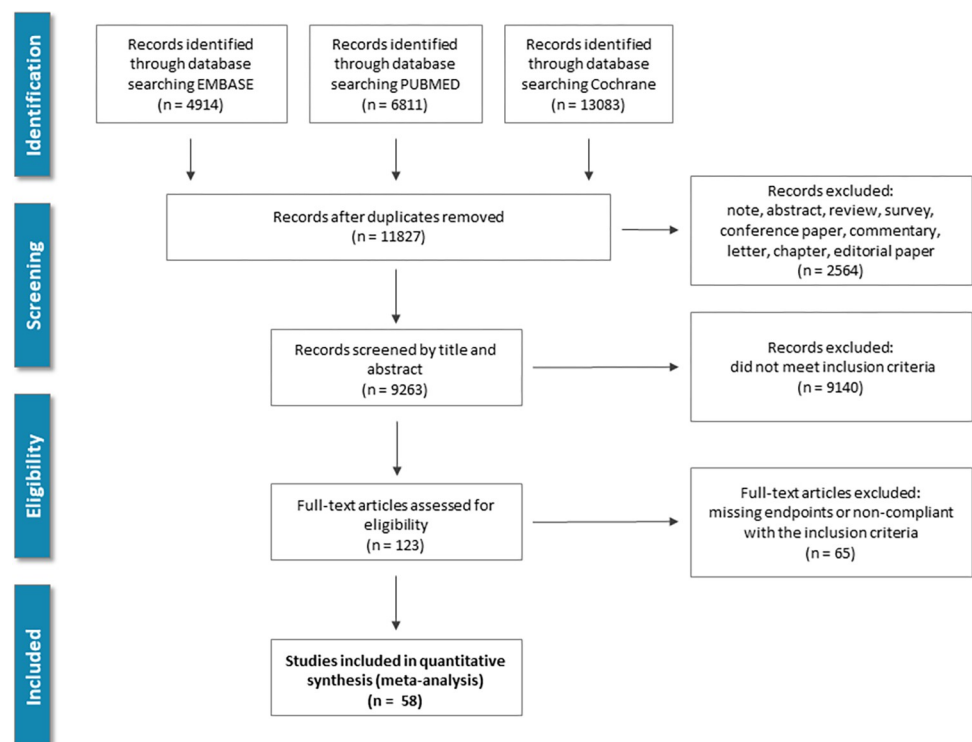 Identification
Records identified
through database
searching EMBASE
(n = 4914)
Records identified
through database
searching PUBMED
(n = 6811)
Records identified
through database
searching Cochrane
(n = 13083)
Screening
Records after duplicates removed
(n = 11827)
Records excluded:
note, abstract, review, survey,
conference paper, commentary,
letter, chapter, editorial paper
(n = 2564)
Records screened by title and
abstract
(n = 9263)
Records excluded:
did not meet inclusion criteria
(n = 9140)
Eligibility
Full-text articles assessed for
eligibility
(n = 123)
Full-text articles excluded:
missing endpoints or non-compliant
with the inclusion criteria
(n = 65)
Included
Studies included in quantitative
synthesis (meta-analysis)
(n = 58)